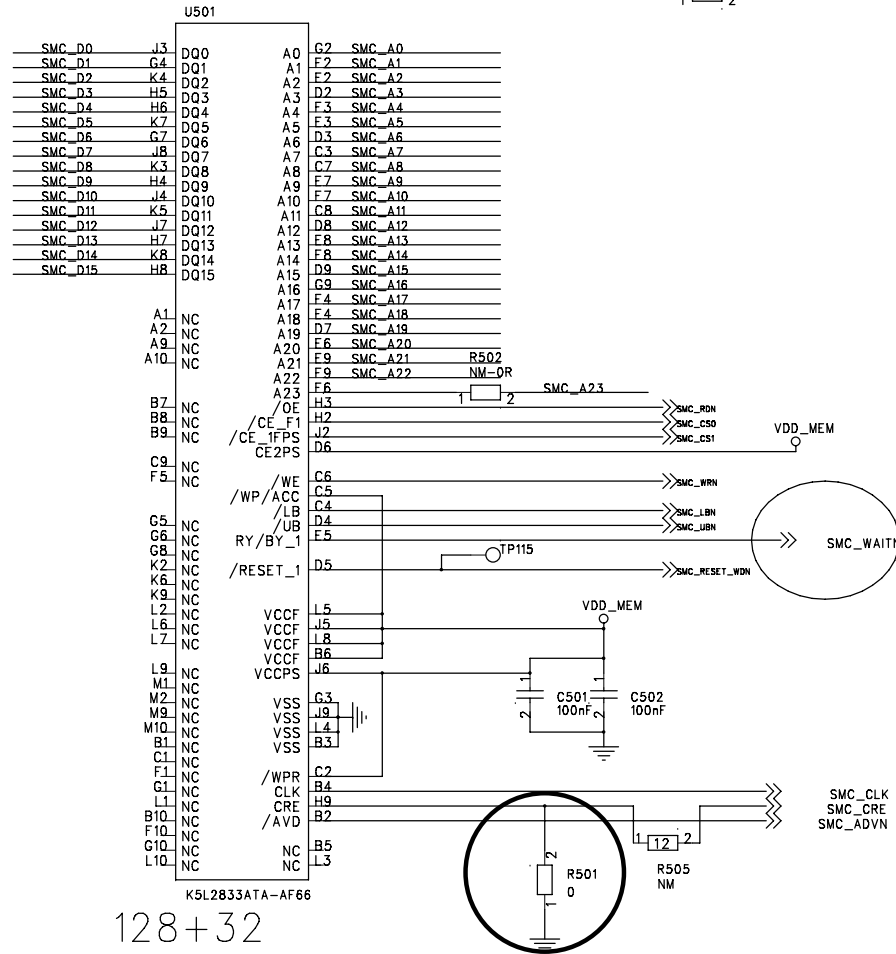 1 2
U501
SMC_D0 J3 DQ0 A0 G2 SMC_A0
SMC_D1 G4 DQ1 A1 F2 SMC_A1
SMC_D2 K4 DQ2 A2 E2 SMC_A2
SMC_D3 H5 DQ3 A3 D2 SMC_A3
SMC_D4 H6 DQ4 A4 F3 SMC_A4
SMC_D5 K7 DQ5 A5 E3 SMC_A5
SMC_D6 G7 DQ6 A6 D3 SMC_A6
SMC_D7 J8 DQ7 A7 C3 SMC_A7
SMC_D8 K3 DQ8 A8 C7 SMC_A8
SMC_D9 H4 DQ9 A9 E7 SMC_A9
SMC_D10 J4 DQ10 A10 F7 SMC_A10
SMC_D11 K5 DQ11 A11 C8 SMC_A11
SMC_D12 J7 DQ12 A12 D8 SMC_A12
SMC_D13 H7 DQ13 A13 E8 SMC_A13
SMC_D14 K8 DQ14 A14 F8 SMC_A14
SMC_D15 H8 DQ15 A15 D9 SMC_A15
A16 G9 SMC_A16
A17 F4 SMC_A17
A1 NC A18 E4 SMC_A18
A2 NC A19 D7 SMC_A19
A9 NC A20 E6 SMC_A20
A10 NC A21 E9 SMC_A21 R502
A22 F9 SMC_A22 NM-0R
A23 F6 1 2 SMC_A23
B7 NC /OE H3 SMC_RDN
B8 NC /CE_F1 H2 SMC_CS0
B9 NC /CE_1FPS J2 SMC_CS1 VDD_MEM
CE2PS D6
C9 NC
F5 NC /WE C6 SMC_WRN
/WP/ACC C5
/LB C4 SMC_LBN
G5 NC /UB D4 SMC_UBN
G6 NC RY/BY_1 E5 SMC_WAITN
G8 NC TP115
K2 NC /RESET_1 D5 SMC_RESET_WDN
K6 NC
K9 NC
L2 NC VCCF L5 VDD_MEM
L6 NC VCCF J5
L7 NC VCCF L8
VCCF B6
L9 NC VCCPS J6
M1 NC 1 1
M2 NC VSS G3 C501 C502
M9 NC VSS J9 100nF 100nF
M10 NC VSS L4 2 2
B1 NC VSS B3
C1 NC
F1 NC /WPR C2
G1 NC CLK B4 SMC_CLK
L1 NC CRE H9 SMC_CRE
B10 NC /AVD B2 SMC_ADVN
F10 NC
G10 NC NC B5 1 12 2
L10 NC NC L3 2
R501 R505
0 NM
1
K5L2833ATA-AF66
128+32